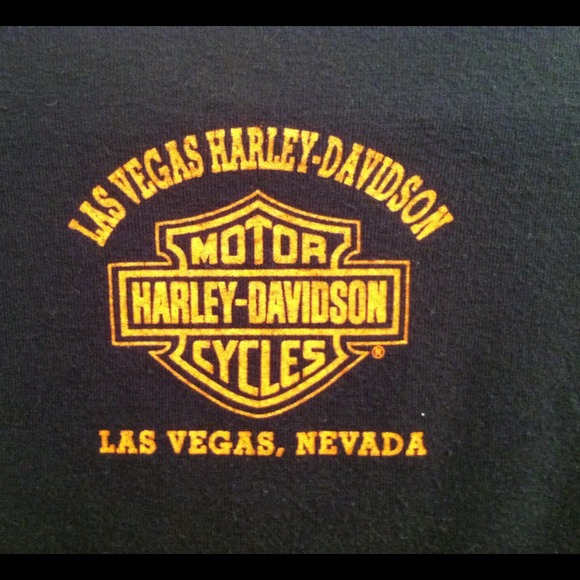 LAS VEGAS HARLEY-DAVIDSON
MOTOR
HARLEY-DAVIDSON
CYCLES
®
LAS VEGAS, NEVADA